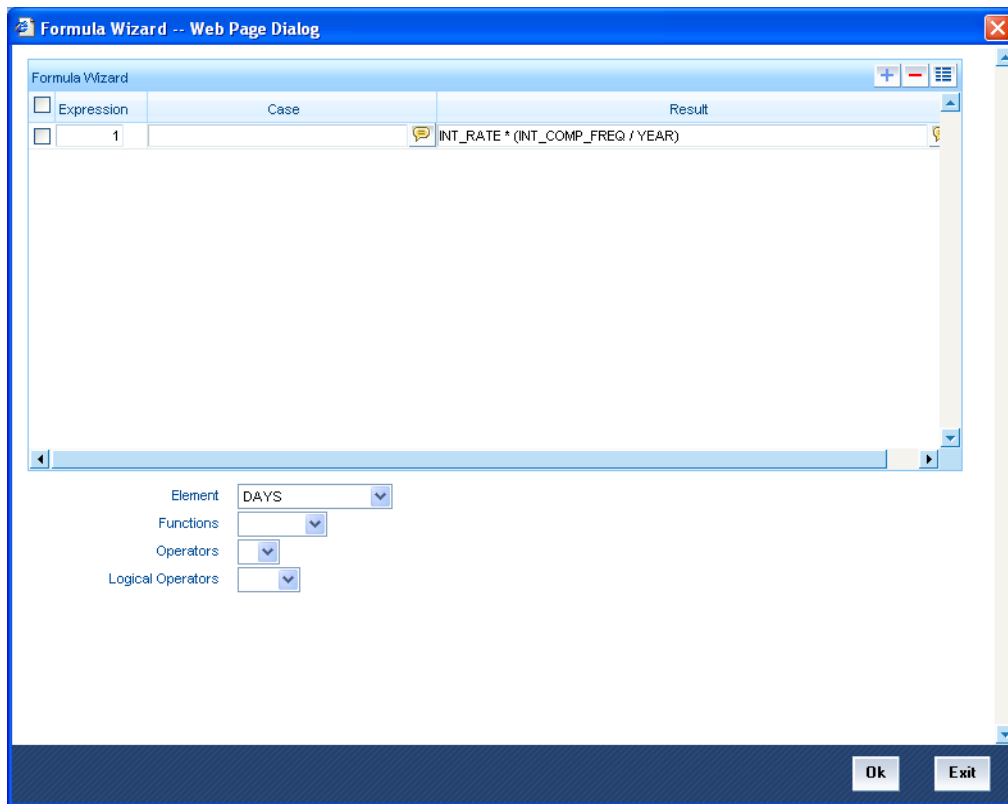 Formula Wizard -- Web Page Dialog
Formula Wizard
Expression Case Result
1 INT_RATE * (INT_COMP_FREQ / YEAR)
Element DAYS
Functions
Operators
Logical Operators
Ok Exit